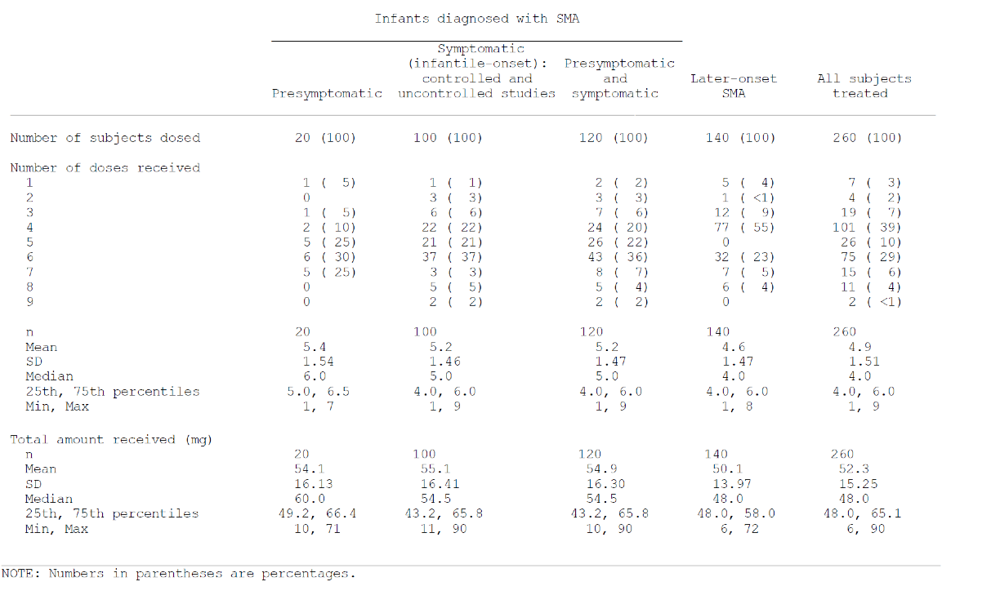 Infants diagnosed with SMA
Symptomatic
(infantile-onset): Presymptomatic
controlled and and Later-onset All subjects
Presymptomatic uncontrolled studies symptomatic SMA treated
Number of subjects dosed 20 (100) 100 (100) 120 (100) 140 (100) 260 (100)
Number of doses received
1 1 ( 5) 1 ( 1) 2 ( 2) 5 ( 4) 7 ( 3)
2 0 3 ( 3) 3 ( 3) 1 ( <1) 4 ( 2)
3 1 ( 5) 6 ( 6) 7 ( 6) 12 ( 9) 19 ( 7)
4 2 ( 10) 22 ( 22) 24 ( 20) 77 ( 55) 101 ( 39)
5 5 ( 25) 21 ( 21) 26 ( 22) 0 26 ( 10)
6 6 ( 30) 37 ( 37) 43 ( 36) 32 ( 23) 75 ( 29)
7 5 ( 25) 3 ( 3) 8 ( 7) 7 ( 5) 15 ( 6)
8 0 5 ( 5) 5 ( 4) 6 ( 4) 11 ( 4)
9 0 2 ( 2) 2 ( 2) 0 2 ( <1)
n 20 100 120 140 260
Mean 5.4 5.2 5.2 4.6 4.9
SD 1.54 1.46 1.47 1.47 1.51
Median 6.0 5.0 5.0 4.0 4.0
25th, 75th percentiles 5.0, 6.5 4.0, 6.0 4.0, 6.0 4.0, 6.0 4.0, 6.0
Min, Max 1, 7 1, 9 1, 9 1, 8 1, 9
Total amount received (mg)
n 20 100 120 140 260
Mean 54.1 55.1 54.9 50.1 52.3
SD 16.13 16.41 16.30 13.97 15.25
Median 60.0 54.5 54.5 48.0 48.0
25th, 75th percentiles 49.2, 66.4 43.2, 65.8 43.2, 65.8 48.0, 58.0 48.0, 65.1
Min, Max 10, 71 11, 90 10, 90 6, 72 6, 90
NOTE: Numbers in parentheses are percentages.